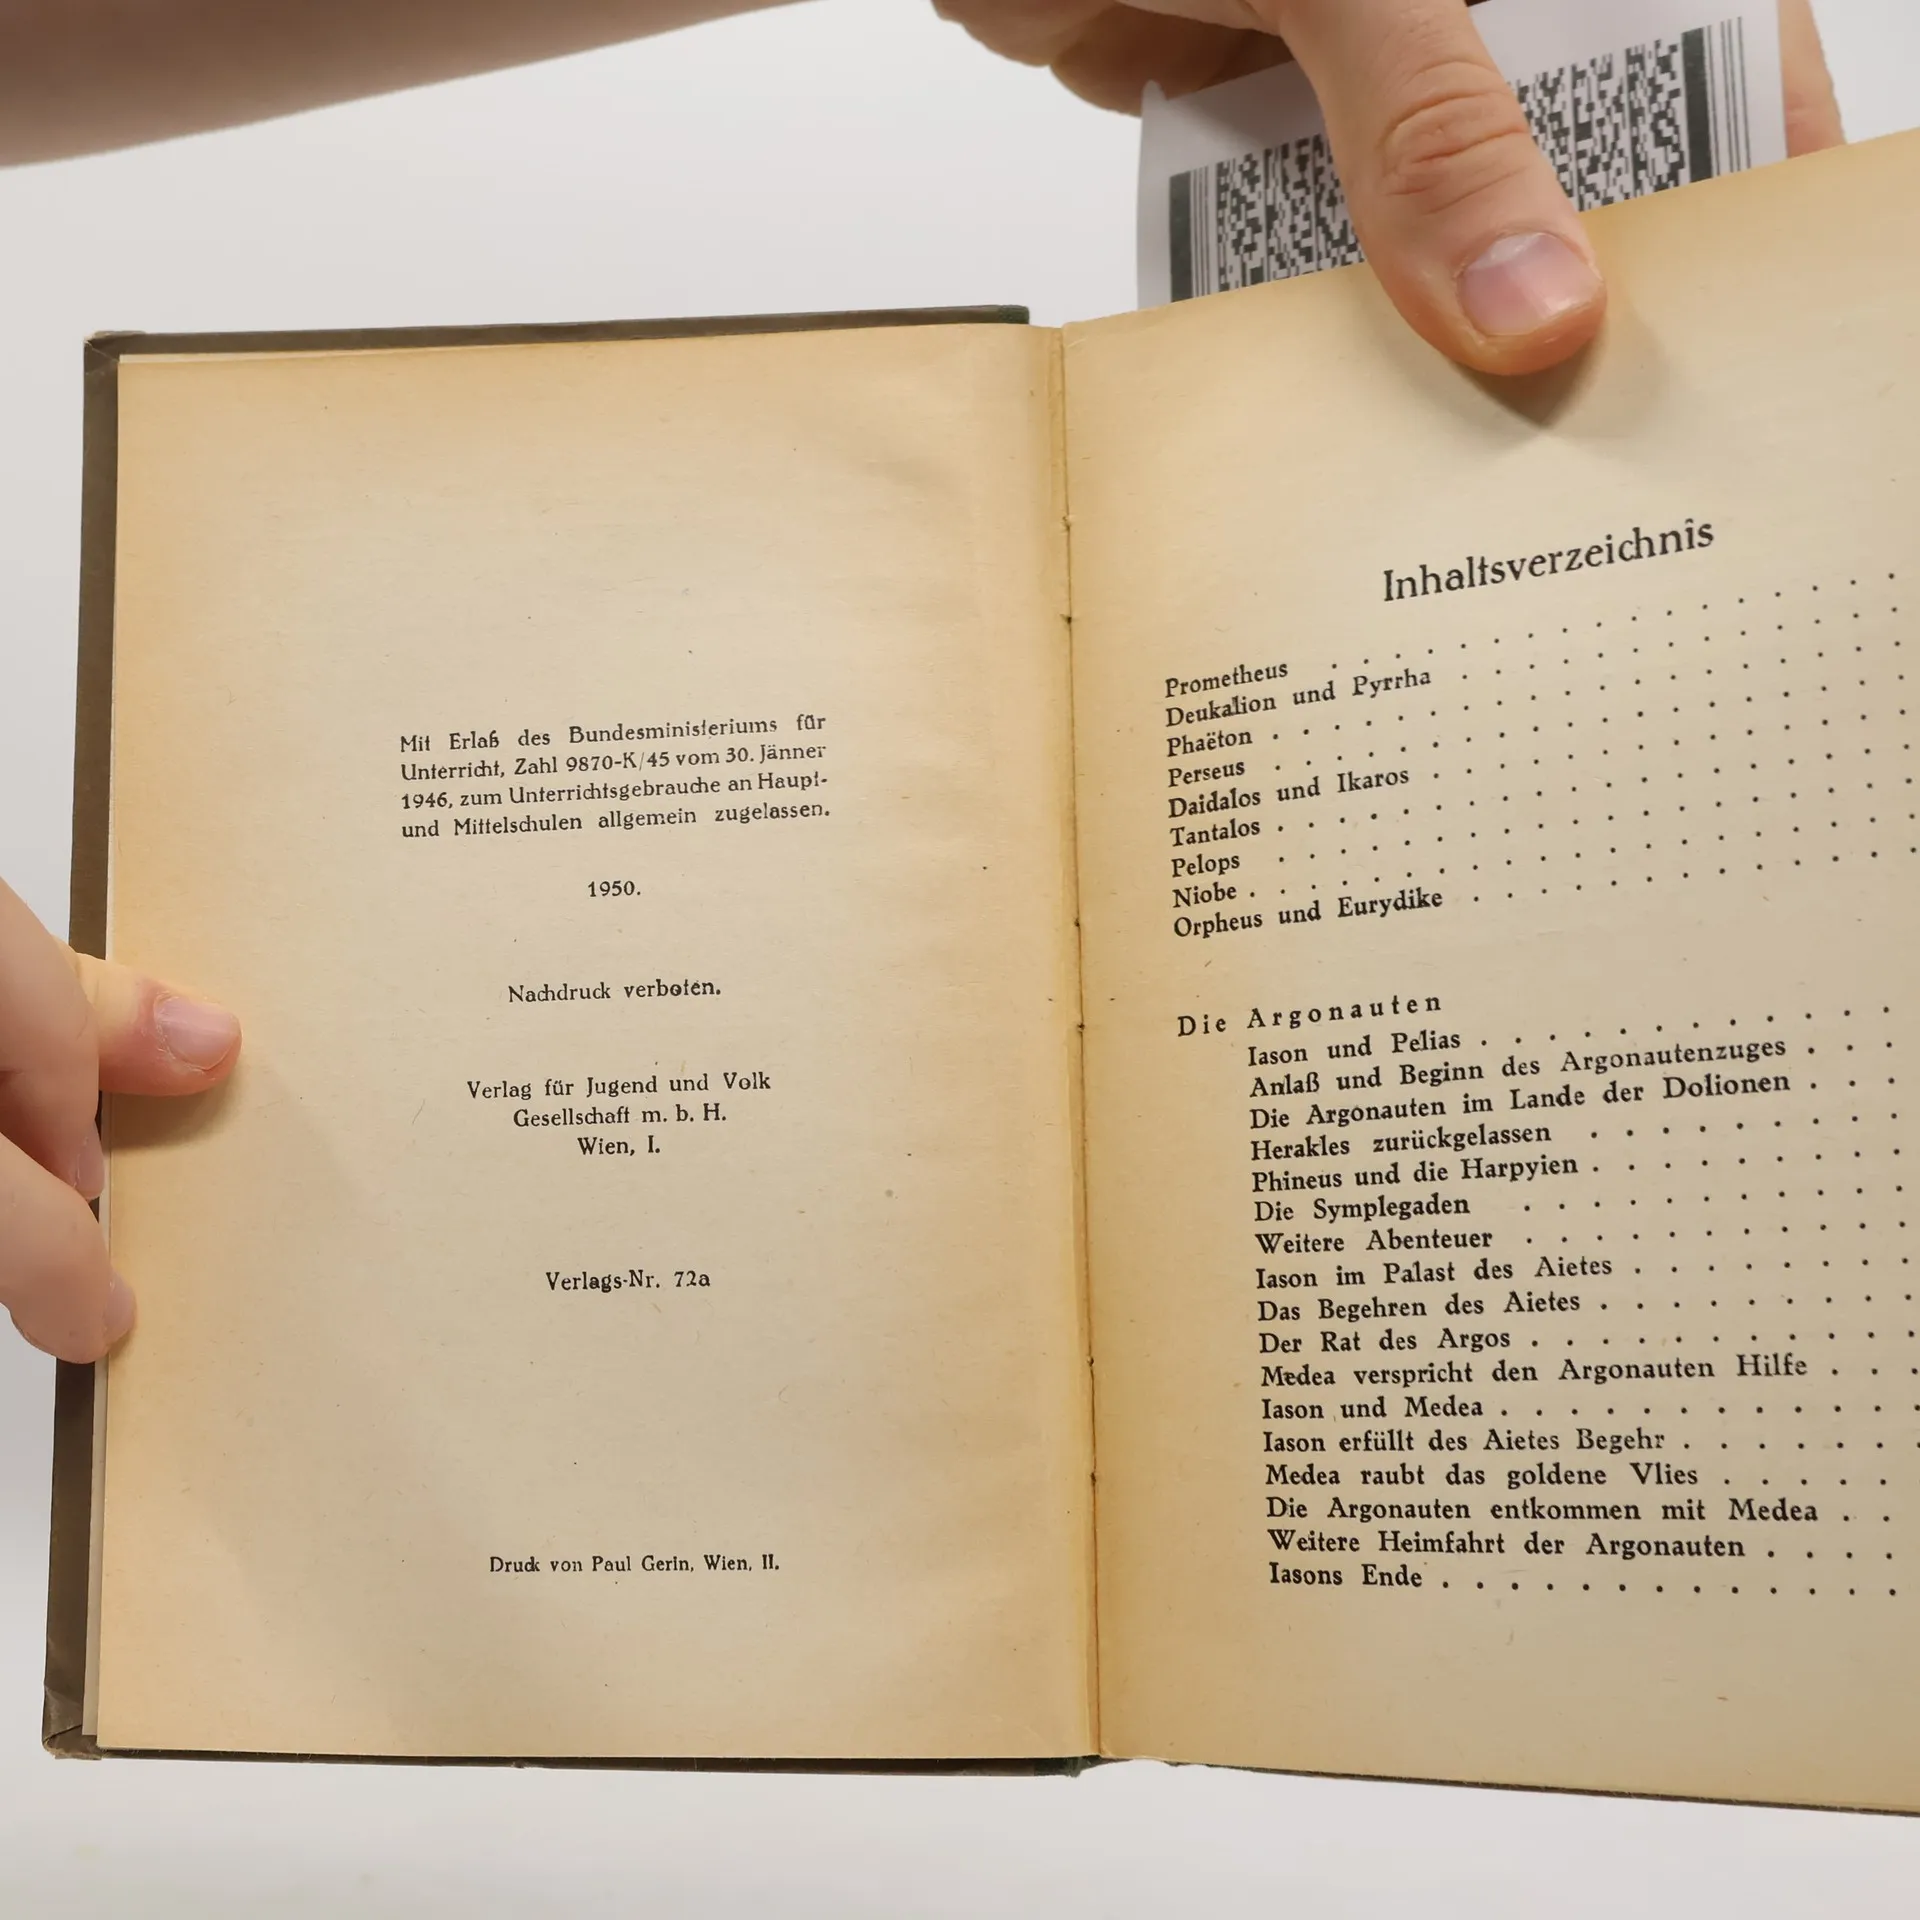 Mit Erlaß des Bundesministeriums für
Unterricht, Zahl 9870-K/45 vom 30. Jänner
1946, zum Unterrichtsgebrauche an Haupt-
und Mittelschulen allgemein zugelassen.
1950.
Nachdruck verboten.
Verlag für Jugend und Volk
Gesellschaft m. b. H.
Wien, I.
Verlags-Nr. 72a
Druck von Paul Gerin, Wien, II.
Inhaltsverzeichnis
Prometheus
Deukalion und Pyrrha
Phaëton
Perseus
Daidalos und Ikaros
Tantalos
Pelops
Niobe
Orpheus und Eurydike
Die Argonauten
Iason und Pelias
Anlaß und Beginn des Argonautenzuges
Die Argonauten im Lande der Dolionen
Herakles zurückgelassen
Phineus und die Harpyien
Die Symplegaden
Weitere Abenteuer
Iason im Palast des Aietes
Das Begehren des Aietes
Der Rat des Argos
Medea verspricht den Argonauten Hilfe
Iason und Medea
Iason erfüllt des Aietes Begehr
Medea raubt das goldene Vlies
Die Argonauten entkommen mit Medea
Weitere Heimfahrt der Argonauten
Iasons Ende